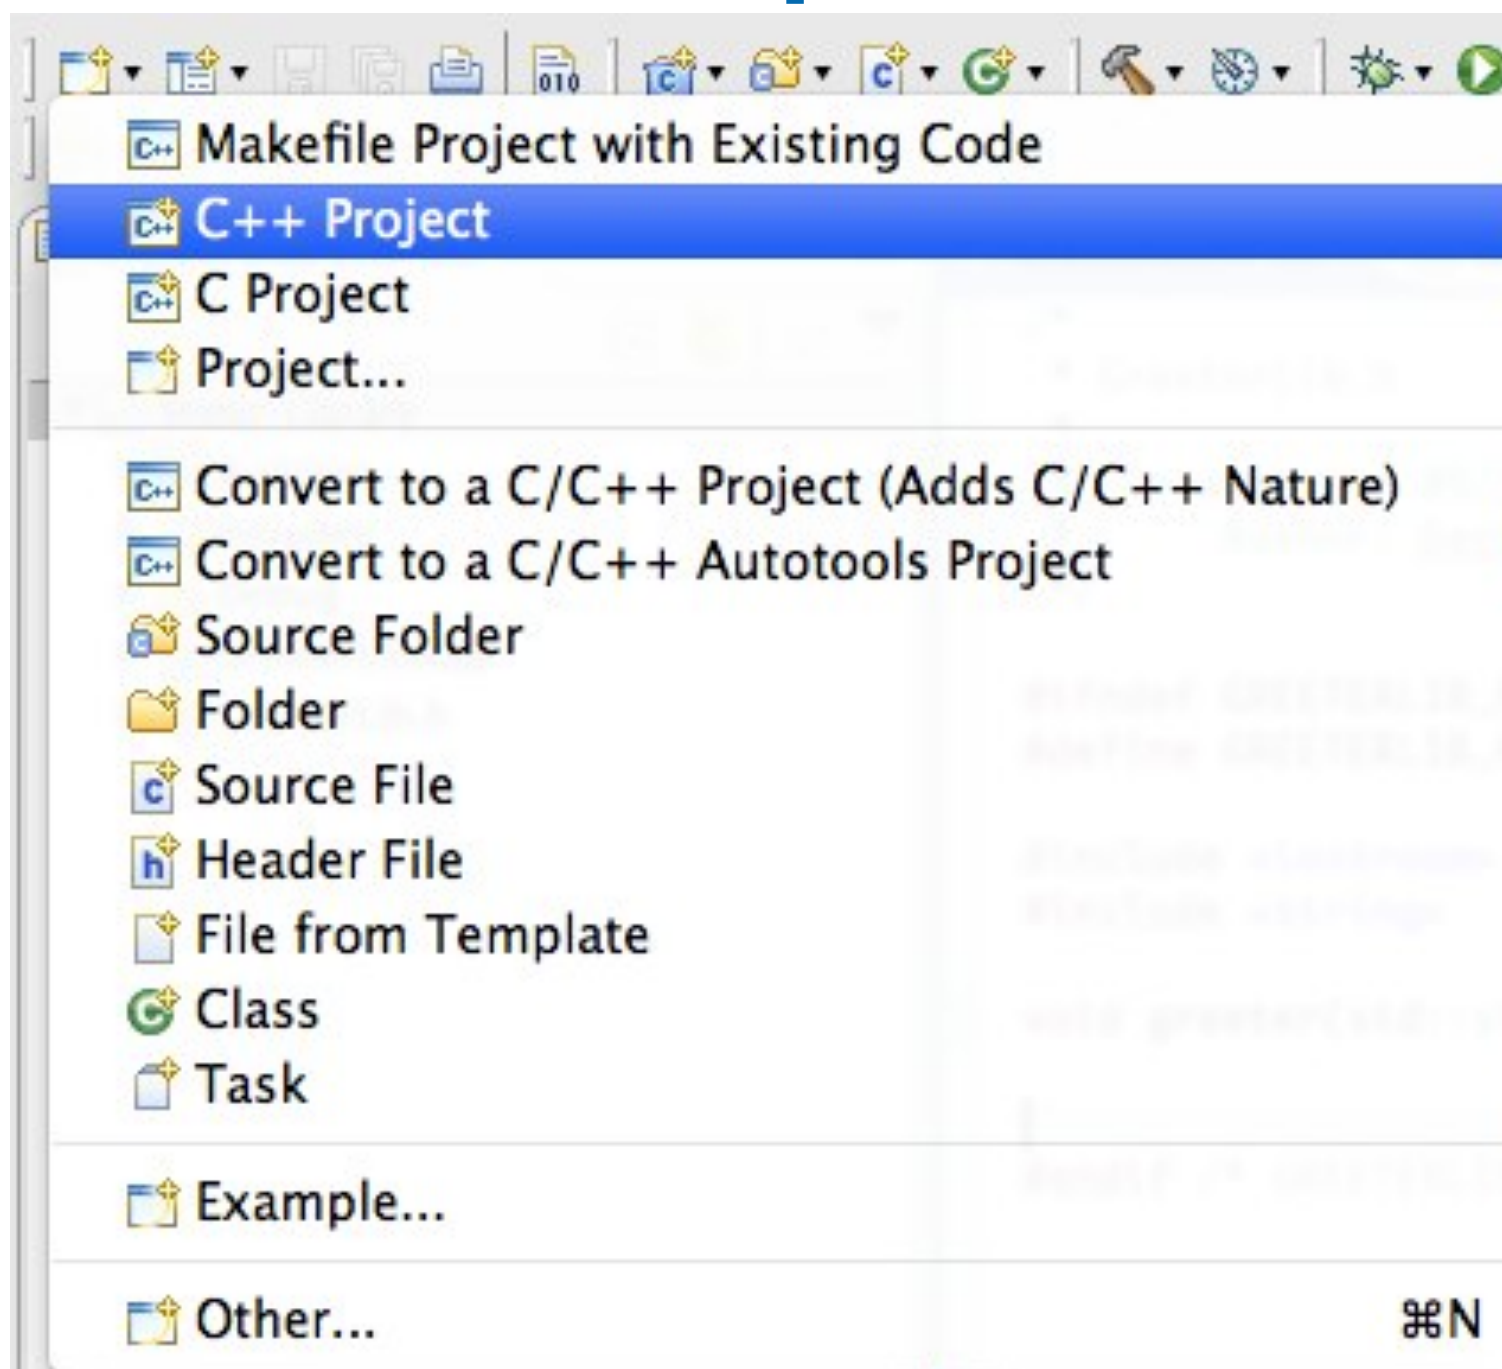 010
Makefile Project with Existing Code
C++ Project
C Project
Project...
Convert to a C/C++ Project (Adds C/C++ Nature)
Convert to a C/C++ Autotools Project
Source Folder
Folder
Source File
Header File
File from Template
Class
Task
Example...
Other... ⌘N